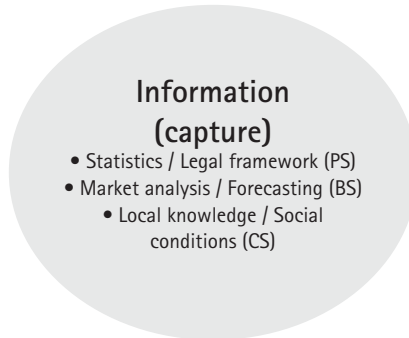 Information
(capture)
• Statistics / Legal framework (PS)
• Market analysis / Forecasting (BS)
• Local knowledge / Social
conditions (CS)